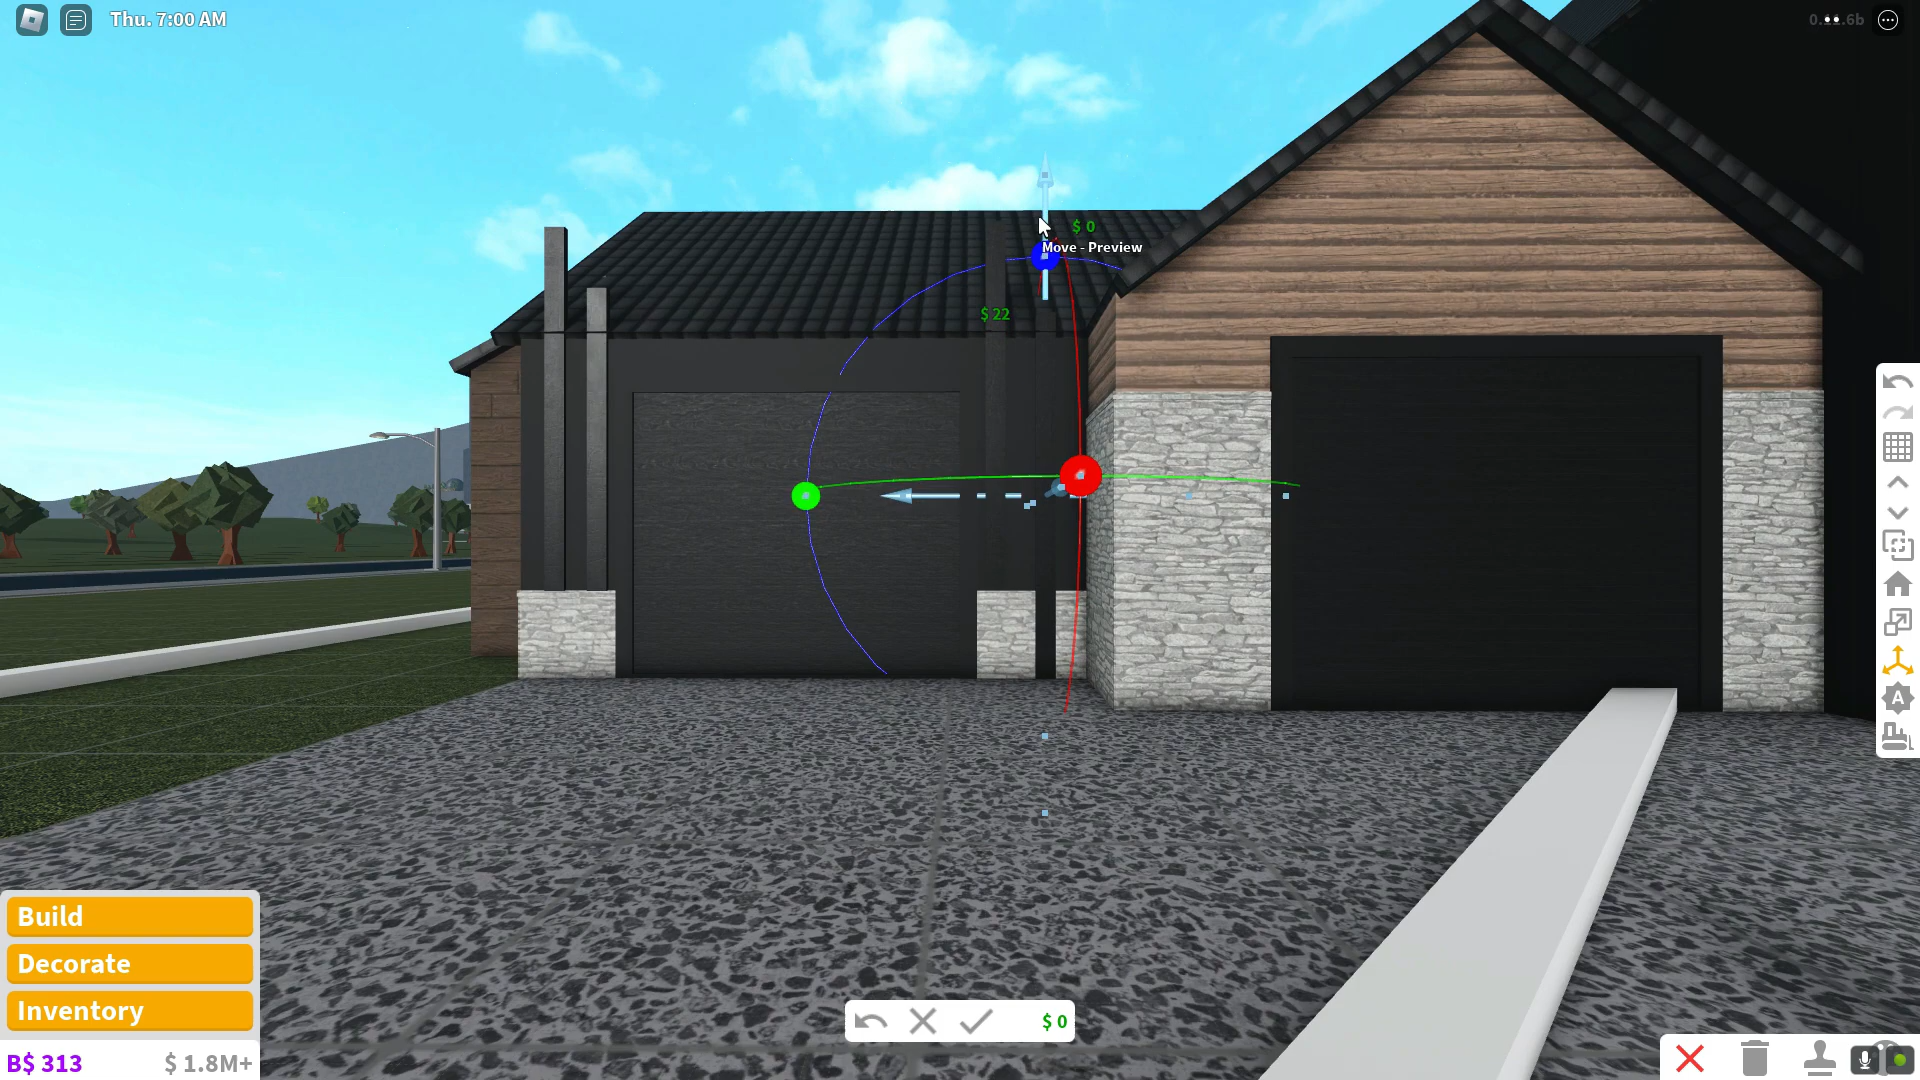 Thu. 7:00 AM
$ 0
Move - Preview
$ 22
A
Build
Decorate
Inventory
B$ 313
$ 1.8M+
$ 0